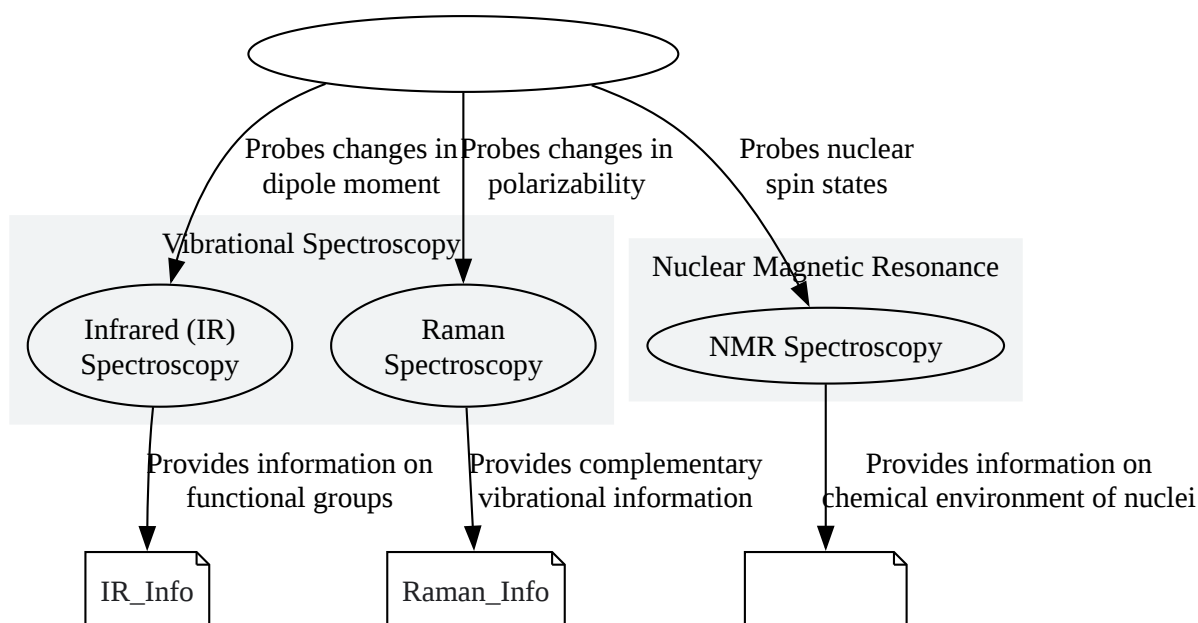 Probes changes in
dipole moment
Probes changes in
polarizability
Probes nuclear
spin states
Vibrational Spectroscopy
Nuclear Magnetic Resonance
Infrared (IR)
Spectroscopy
Raman
Spectroscopy
NMR Spectroscopy
Provides information on
functional groups
Provides complementary
vibrational information
Provides information on
chemical environment of nuclei
IR_Info
Raman_Info